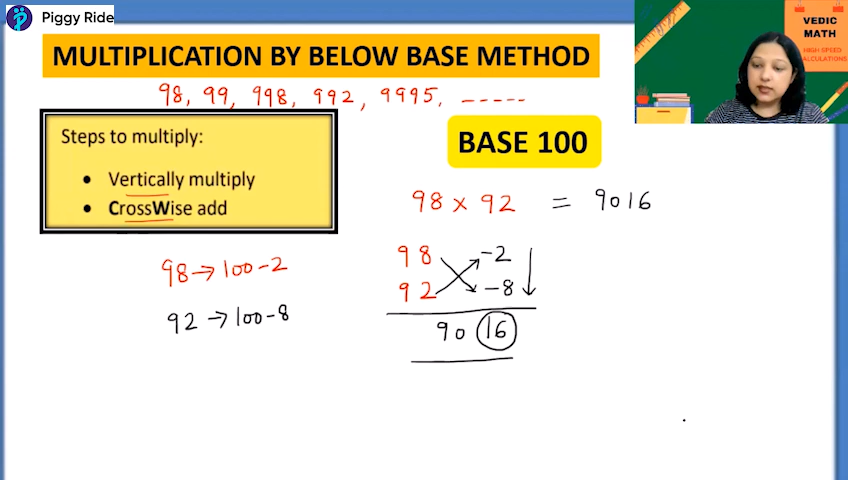 Piggy Ride
VEDIC
MATH
HIGH SPEED
CALCULATIONS
MULTIPLICATION BY BELOW BASE METHOD
98, 99, 998, 992, 9995, -----
Steps to multiply:
• Vertically multiply
• CrossWise add
BASE 100
98 × 92 = 9016
98 → 100-2
92 → 100-8
98 -2
92 -8
90 16